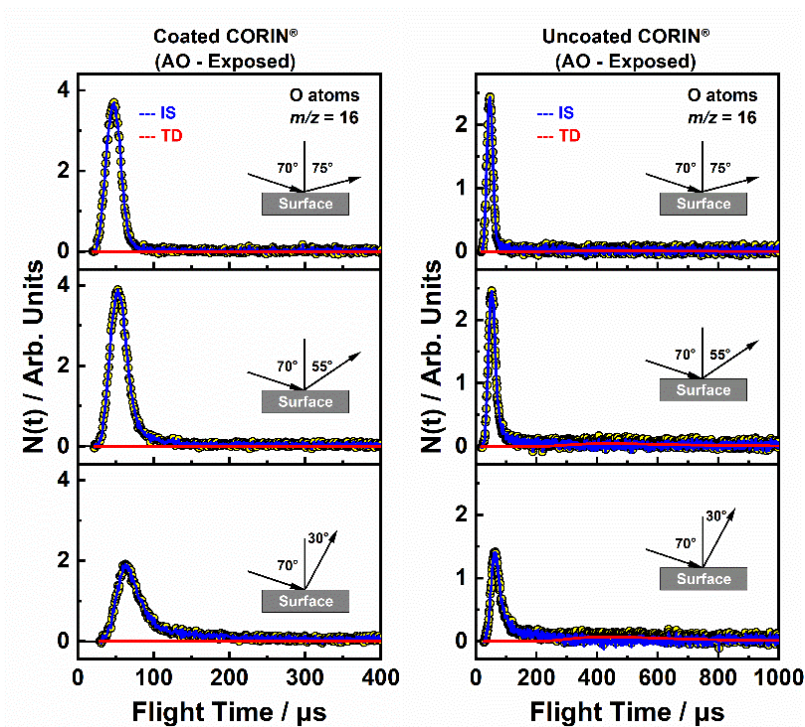 Coated CORIN®
(AO - Exposed)
Uncoated CORIN®
(AO - Exposed)
N(t) / Arb. Units
4
2
0
--- IS
--- TD
O atoms
m/z = 16
70° 75°
Surface
4
2
0
70° 55°
Surface
4
2
0
70° 30°
Surface
0 100 200 300 400
Flight Time / µs
N(t) / Arb. Units
2
1
0
--- IS
--- TD
O atoms
m/z = 16
70° 75°
Surface
2
1
0
70° 55°
Surface
2
1
0
70° 30°
Surface
0 200 400 600 800 1000
Flight Time / µs